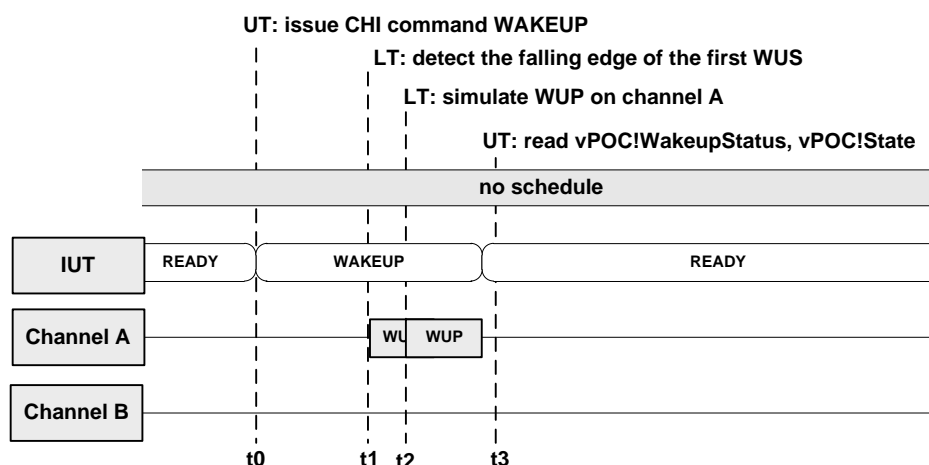 UT: issue CHI command WAKEUP
LT: detect the falling edge of the first WUS
LT: simulate WUP on channel A
UT: read vPOC!WakeupStatus, vPOC!State
no schedule
IUT READY WAKEUP READY
Channel A WUP
Channel B
t0 t1 t2 t3